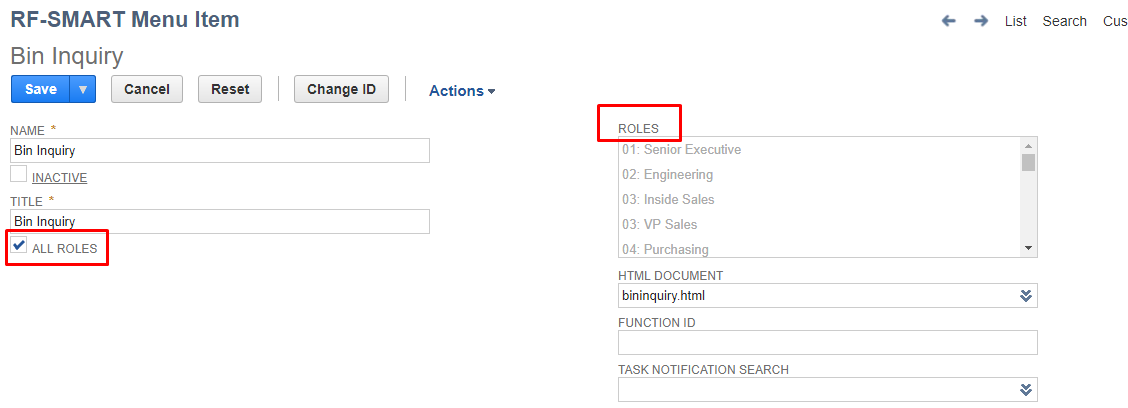 RF-SMART Menu Item
List Search Cus
Bin Inquiry
Save Cancel Reset Change ID Actions
NAME *
Bin Inquiry
INACTIVE
TITLE *
Bin Inquiry
ALL ROLES
ROLES
01: Senior Executive
02: Engineering
03: Inside Sales
03: VP Sales
04: Purchasing
HTML DOCUMENT
bininquiry.html
FUNCTION ID
TASK NOTIFICATION SEARCH